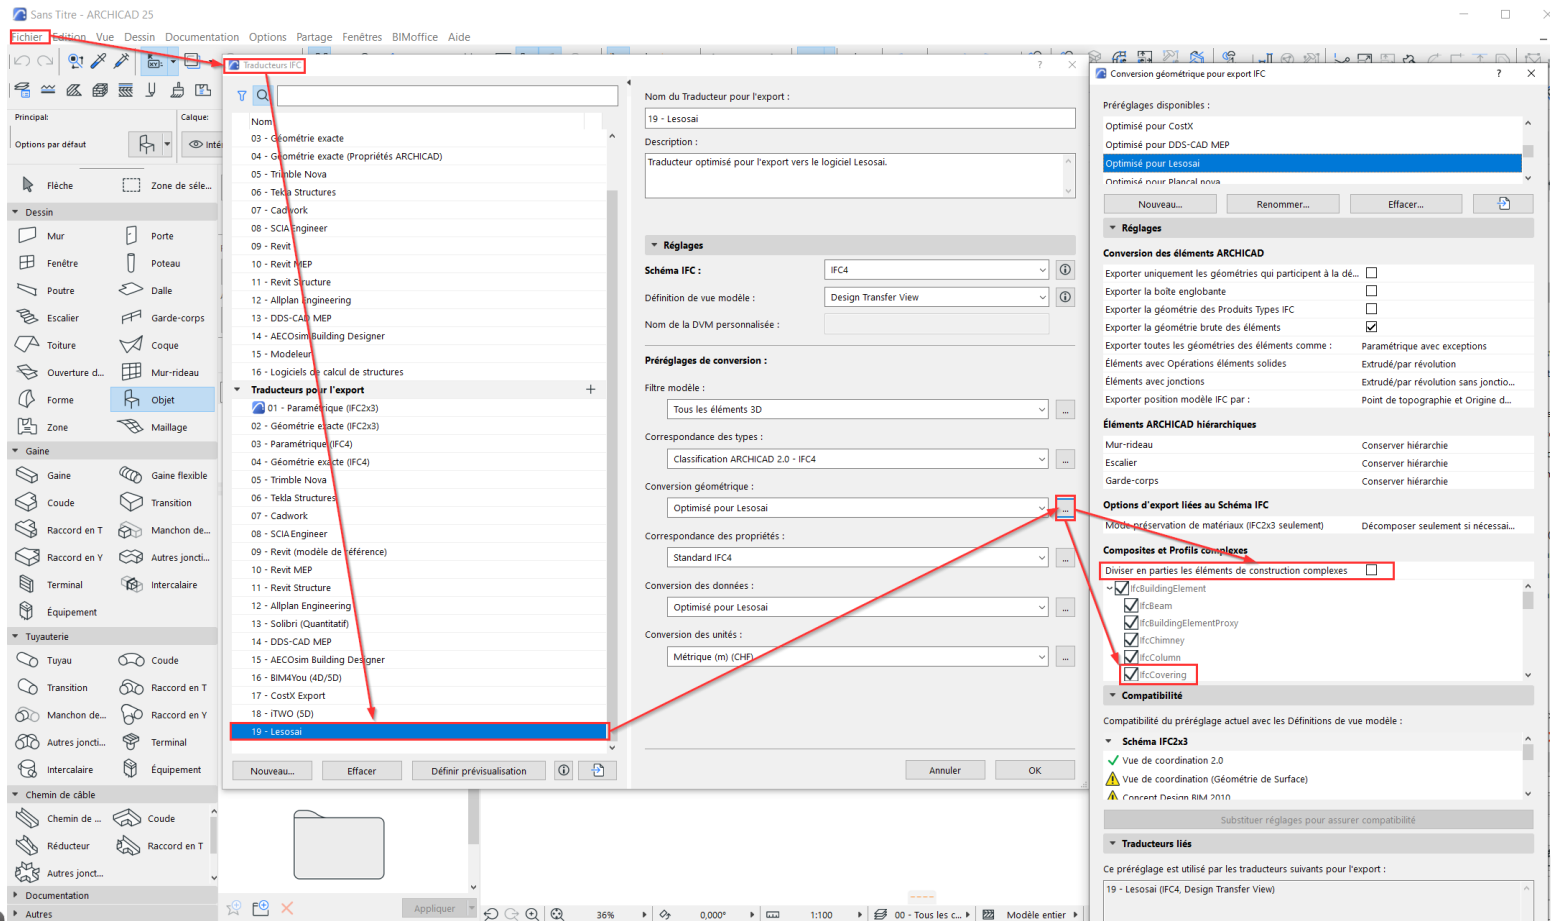 Sans Titre - ARCHICAD 25
Fichier Edition Vue Dessin Documentation Options Partage Fenêtres BIMoffice Aide
Principal:
Calque:
Options par défaut
Inté
Flèche
Zone de séle...
Dessin
Mur
Porte
Fenêtre
Poteau
Poutre
Dalle
Escalier
Garde-corps
Toiture
Coque
Ouverture d...
Mur-rideau
Forme
Objet
Zone
Maillage
Gaine
Gaine
Gaine flexible
Coude
Transition
Raccord en T
Manchon de...
Raccord en Y
Autres joncti...
Terminal
Intercalaire
Équipement
Tuyauterie
Tuyau
Coude
Transition
Raccord en T
Manchon de...
Raccord en Y
Autres joncti...
Terminal
Intercalaire
Équipement
Chemin de câble
Chemin de ...
Coude
Réducteur
Raccord en T
Autres jonct...
Documentation
Autres
Traducteurs IFC
?
Nom
03 - Géométrie exacte
04 - Géométrie exacte (Propriétés ARCHICAD)
05 - Trimble Nova
06 - Tekla Structures
07 - Cadwork
08 - SCIA Engineer
09 - Revit
10 - Revit MEP
11 - Revit Structure
12 - Allplan Engineering
13 - DDS-CAD MEP
14 - AECOsim Building Designer
15 - Modeleur
16 - Logiciels de calcul de structures
Traducteurs pour l'export
01 - Paramétrique (IFC2x3)
02 - Géométrie exacte (IFC2x3)
03 - Paramétrique (IFC4)
04 - Géométrie exacte (IFC4)
05 - Trimble Nova
06 - Tekla Structures
07 - Cadwork
08 - SCIA Engineer
09 - Revit (modèle de référence)
10 - Revit MEP
11 - Revit Structure
12 - Allplan Engineering
13 - Solibri (Quantitatif)
14 - DDS-CAD MEP
15 - AECOsim Building Designer
16 - BIM4You (4D/5D)
17 - CostX Export
18 - iTWO (5D)
19 - Lesosai
Nouveau...
Effacer
Définir prévisualisation
Nom du Traducteur pour l'export :
19 - Lesosai
Description :
Traducteur optimisé pour l'export vers le logiciel Lesosai.
Réglages
Schéma IFC :
IFC4
Définition de vue modèle :
Design Transfer View
Nom de la DVM personnalisée :
Préréglages de conversion :
Filtre modèle :
Tous les éléments 3D
...
Correspondance des types :
Classification ARCHICAD 2.0 - IFC4
...
Conversion géométrique :
Optimisé pour Lesosai
...
Correspondance des propriétés :
Standard IFC4
...
Conversion des données :
Optimisé pour Lesosai
...
Conversion des unités :
Métrique (m) (CHF)
...
Annuler
OK
Conversion géométrique pour export IFC
?
Préréglages disponibles :
Optimisé pour CostX
Optimisé pour DDS-CAD MEP
Optimisé pour Lesosai
Optimisé pour Plancal nova
Nouveau...
Renommer...
Effacer...
Réglages
Conversion des éléments ARCHICAD
Exporter uniquement les géométries qui participent à la dé...
Exporter la boîte englobante
Exporter la géométrie des Produits Types IFC
Exporter la géométrie brute des éléments
Exporter toutes les géométries des éléments comme :
Paramétrique avec exceptions
Éléments avec Opérations éléments solides
Extrudé/par révolution
Éléments avec jonctions
Extrudé/par révolution sans jonctio...
Exporter position modèle IFC par :
Point de topographie et Origine d...
Éléments ARCHICAD hiérarchiques
Mur-rideau
Conserver hiérarchie
Escalier
Conserver hiérarchie
Garde-corps
Conserver hiérarchie
Options d'export liées au Schéma IFC
Mode préservation de matériaux (IFC2x3 seulement)
Décomposer seulement si nécessai...
Composites et Profils complexes
Diviser en parties les éléments de construction complexes
IfcBuildingElement
IfcBeam
IfcBuildingElementProxy
IfcChimney
IfcColumn
IfcCovering
Compatibilité
Compatibilité du préréglage actuel avec les Définitions de vue modèle :
Schéma IFC2x3
Vue de coordination 2.0
Vue de coordination (Géométrie de Surface)
Concept Design BIM 2010
Substituer réglages pour assurer compatibilité
Traducteurs liés
Ce préréglage est utilisé par les traducteurs suivants pour l'export :
19 - Lesosai (IFC4, Design Transfer View)
Appliquer
36%
0,000°
1:100
00 - Tous les c...
Modèle entier